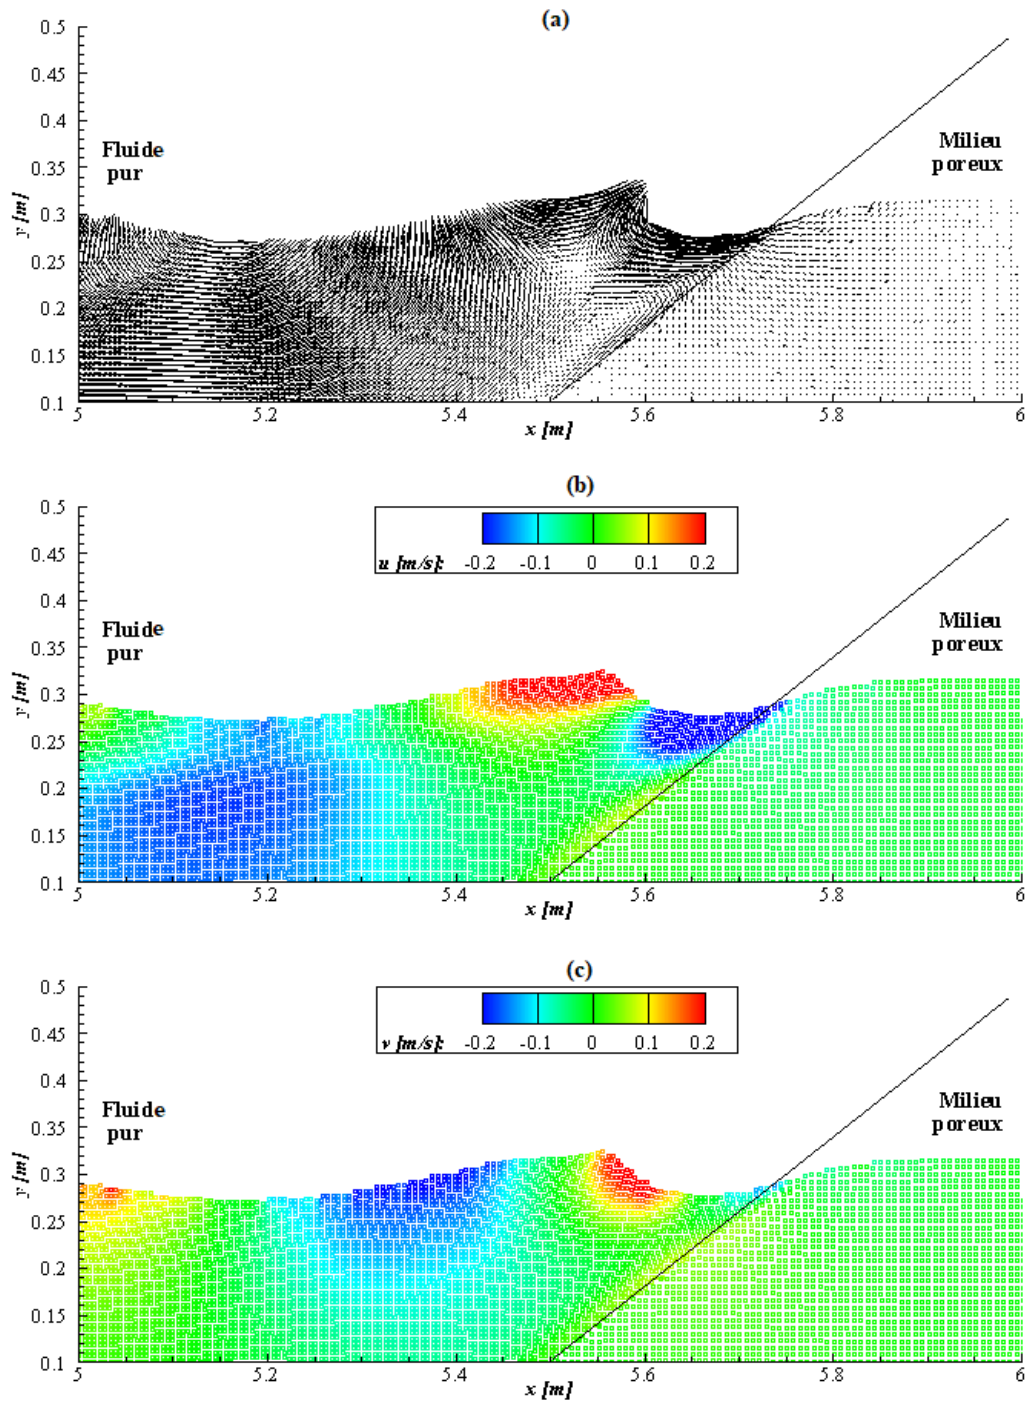 (a)
0.5
0.45
0.4
0.35
0.3
0.25
0.2
0.15
0.1
y [m]
Fluide
pur
Milieu
poreux
5
5.2
5.4
5.6
5.8
6
x [m]
(b)
u [m/s]:
-0.2
-0.1
0
0.1
0.2
0.5
0.45
0.4
0.35
0.3
0.25
0.2
0.15
0.1
y [m]
Fluide
pur
Milieu
poreux
5
5.2
5.4
5.6
5.8
6
x [m]
(c)
v [m/s]:
-0.2
-0.1
0
0.1
0.2
0.5
0.45
0.4
0.35
0.3
0.25
0.2
0.15
0.1
y [m]
Fluide
pur
Milieu
poreux
5
5.2
5.4
5.6
5.8
6
x [m]